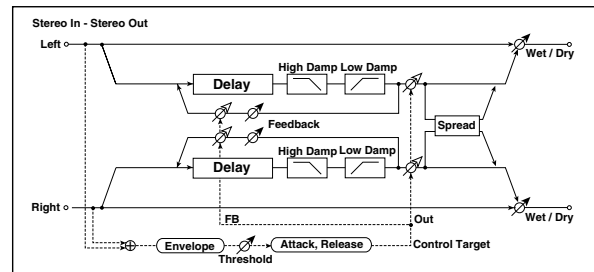 Stereo In - Stereo Out
Left
Wet / Dry
High Damp Low Damp
Delay
Feedback
Spread
High Damp Low Damp
Delay
Right
FB
Out
Wet / Dry
Envelope
Threshold
Attack, Release
Control Target